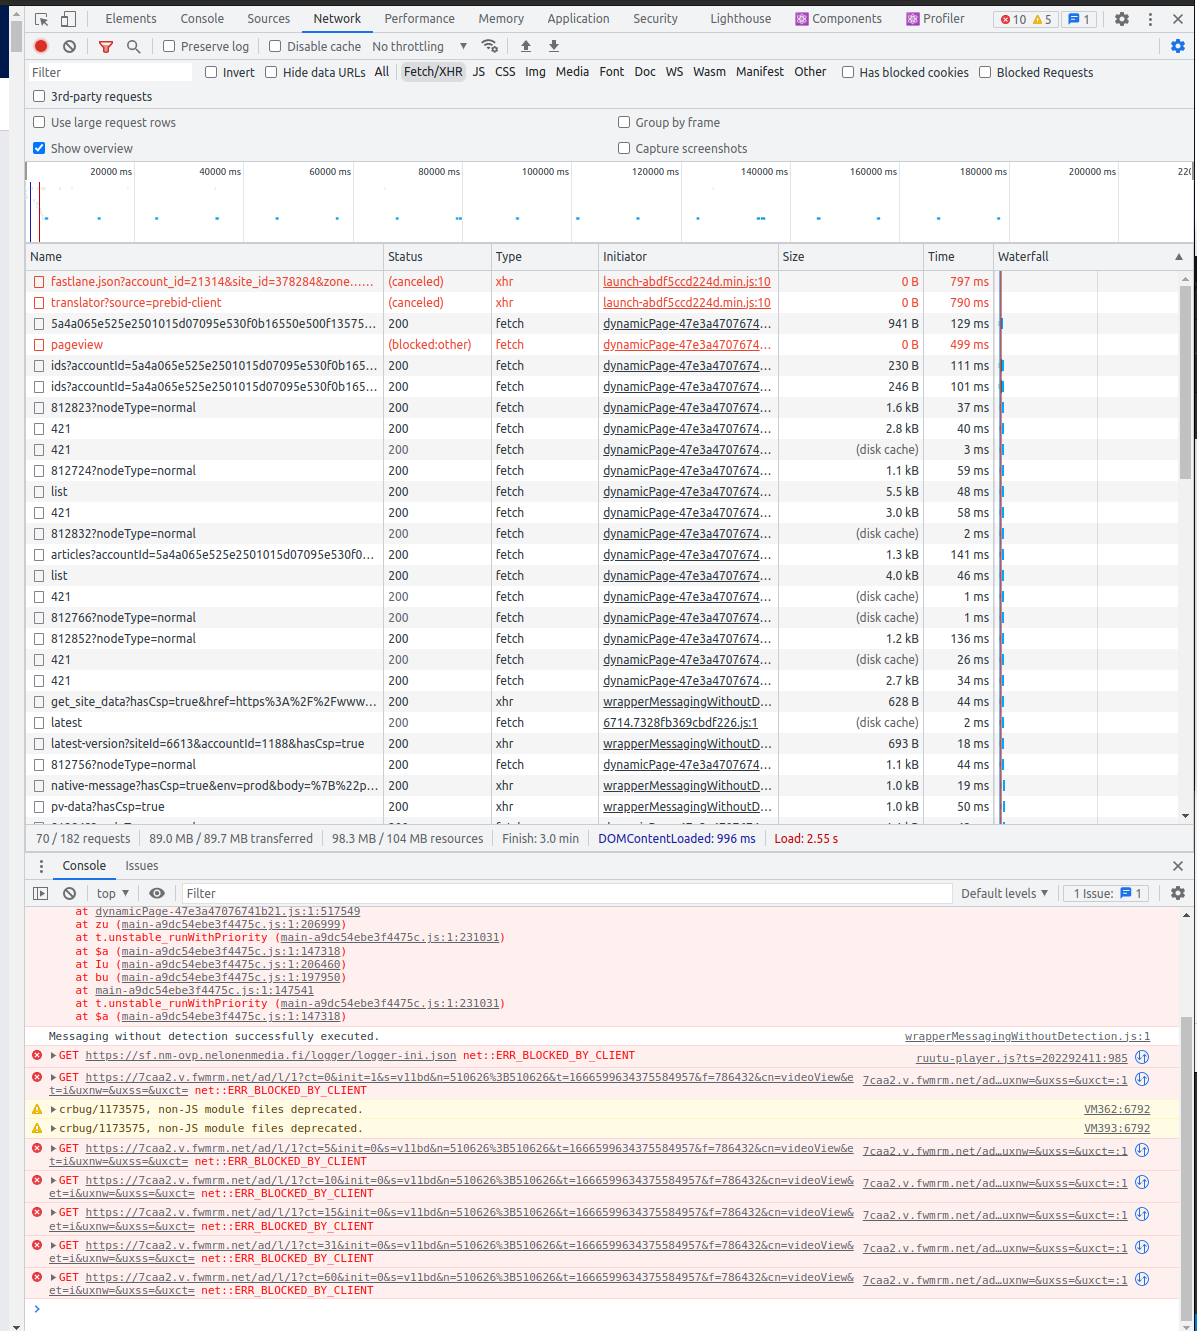 Elements Console Sources Network Performance Memory Application Security Lighthouse Components Profiler 10 5 1
Preserve log Disable cache No throttling
Filter Invert Hide data URLs All Fetch/XHR JS CSS Img Media Font Doc WS Wasm Manifest Other Has blocked cookies Blocked Requests
3rd-party requests
Use large request rows Group by frame
Show overview Capture screenshots
20000 ms 40000 ms 60000 ms 80000 ms 100000 ms 120000 ms 140000 ms 160000 ms 180000 ms 200000 ms 220
Name Status Type Initiator Size Time Waterfall
fastlane.json?account_id=21314&site_id=378284&zone...… (canceled) xhr launch-abdf5ccd224d.min.js:10 0 B 797 ms
translator?source=prebid-client (canceled) xhr launch-abdf5ccd224d.min.js:10 0 B 790 ms
5a4a065e525e2501015d07095e530f0b16550e500f13575… 200 fetch dynamicPage-47e3a4707674… 941 B 129 ms
pageview (blocked:other) fetch dynamicPage-47e3a4707674… 0 B 499 ms
ids?accountId=5a4a065e525e2501015d07095e530f0b165… 200 fetch dynamicPage-47e3a4707674… 230 B 111 ms
ids?accountId=5a4a065e525e2501015d07095e530f0b165… 200 fetch dynamicPage-47e3a4707674… 246 B 101 ms
812823?nodeType=normal 200 fetch dynamicPage-47e3a4707674… 1.6 kB 37 ms
421 200 fetch dynamicPage-47e3a4707674… 2.8 kB 40 ms
421 200 fetch dynamicPage-47e3a4707674… (disk cache) 3 ms
812724?nodeType=normal 200 fetch dynamicPage-47e3a4707674… 1.1 kB 59 ms
list 200 fetch dynamicPage-47e3a4707674… 5.5 kB 48 ms
421 200 fetch dynamicPage-47e3a4707674… 3.0 kB 58 ms
812832?nodeType=normal 200 fetch dynamicPage-47e3a4707674… (disk cache) 2 ms
articles?accountId=5a4a065e525e2501015d07095e530f0… 200 fetch dynamicPage-47e3a4707674… 1.3 kB 141 ms
list 200 fetch dynamicPage-47e3a4707674… 4.0 kB 46 ms
421 200 fetch dynamicPage-47e3a4707674… (disk cache) 1 ms
812766?nodeType=normal 200 fetch dynamicPage-47e3a4707674… (disk cache) 1 ms
812852?nodeType=normal 200 fetch dynamicPage-47e3a4707674… 1.2 kB 136 ms
421 200 fetch dynamicPage-47e3a4707674… (disk cache) 26 ms
421 200 fetch dynamicPage-47e3a4707674… 2.7 kB 34 ms
get_site_data?hasCsp=true&href=https%3A%2F%2Fwww… 200 xhr wrapperMessagingWithoutD… 628 B 44 ms
latest 200 fetch 6714.7328fb369cbdf226.js:1 (disk cache) 2 ms
latest-version?siteId=6613&accountId=1188&hasCsp=true 200 xhr wrapperMessagingWithoutD… 693 B 18 ms
812756?nodeType=normal 200 fetch dynamicPage-47e3a4707674… 1.1 kB 44 ms
native-message?hasCsp=true&env=prod&body=%7B%22p… 200 xhr wrapperMessagingWithoutD… 1.0 kB 19 ms
pv-data?hasCsp=true 200 xhr wrapperMessagingWithoutD… 1.0 kB 50 ms
70 / 182 requests 89.0 MB / 89.7 MB transferred 98.3 MB / 104 MB resources Finish: 3.0 min DOMContentLoaded: 996 ms Load: 2.55 s
Console Issues
top Filter Default levels 1 Issue: 1
at dynamicPage-47e3a47076741b21.js:1:517549
at zu (main-a9dc54ebe3f4475c.js:1:206999)
at t.unstable_runWithPriority (main-a9dc54ebe3f4475c.js:1:231031)
at $a (main-a9dc54ebe3f4475c.js:1:147318)
at Iu (main-a9dc54ebe3f4475c.js:1:206460)
at bu (main-a9dc54ebe3f4475c.js:1:197950)
at main-a9dc54ebe3f4475c.js:1:147541
at t.unstable_runWithPriority (main-a9dc54ebe3f4475c.js:1:231031)
at $a (main-a9dc54ebe3f4475c.js:1:147318)
Messaging without detection successfully executed. wrapperMessagingWithoutDetection.js:1
GET https://sf.nm-ovp.nelonenmedia.fi/logger/logger-ini.json net::ERR_BLOCKED_BY_CLIENT ruutu-player.js?ts=202292411:985
GET https://7caa2.v.fwmrm.net/ad/l/1?ct=0&init=1&s=v11bd&n=510626%3B510626&t=1666599634375584957&f=786432&cn=videoView&e 7caa2.v.fwmrm.net/ad…uxnw=&uxss=&uxct=:1
t=i&uxnw=&uxss=&uxct= net::ERR_BLOCKED_BY_CLIENT
crbug/1173575, non-JS module files deprecated. VM362:6792
crbug/1173575, non-JS module files deprecated. VM393:6792
GET https://7caa2.v.fwmrm.net/ad/l/1?ct=5&init=0&s=v11bd&n=510626%3B510626&t=1666599634375584957&f=786432&cn=videoView& 7caa2.v.fwmrm.net/ad…uxnw=&uxss=&uxct=:1
et=i&uxnw=&uxss=&uxct= net::ERR_BLOCKED_BY_CLIENT
GET https://7caa2.v.fwmrm.net/ad/l/1?ct=10&init=0&s=v11bd&n=510626%3B510626&t=1666599634375584957&f=786432&cn=videoView& 7caa2.v.fwmrm.net/ad…uxnw=&uxss=&uxct=:1
et=i&uxnw=&uxss=&uxct= net::ERR_BLOCKED_BY_CLIENT
GET https://7caa2.v.fwmrm.net/ad/l/1?ct=15&init=0&s=v11bd&n=510626%3B510626&t=1666599634375584957&f=786432&cn=videoView& 7caa2.v.fwmrm.net/ad…uxnw=&uxss=&uxct=:1
et=i&uxnw=&uxss=&uxct= net::ERR_BLOCKED_BY_CLIENT
GET https://7caa2.v.fwmrm.net/ad/l/1?ct=31&init=0&s=v11bd&n=510626%3B510626&t=1666599634375584957&f=786432&cn=videoView& 7caa2.v.fwmrm.net/ad…uxnw=&uxss=&uxct=:1
et=i&uxnw=&uxss=&uxct= net::ERR_BLOCKED_BY_CLIENT
GET https://7caa2.v.fwmrm.net/ad/l/1?ct=60&init=0&s=v11bd&n=510626%3B510626&t=1666599634375584957&f=786432&cn=videoView& 7caa2.v.fwmrm.net/ad…uxnw=&uxss=&uxct=:1
et=i&uxnw=&uxss=&uxct= net::ERR_BLOCKED_BY_CLIENT